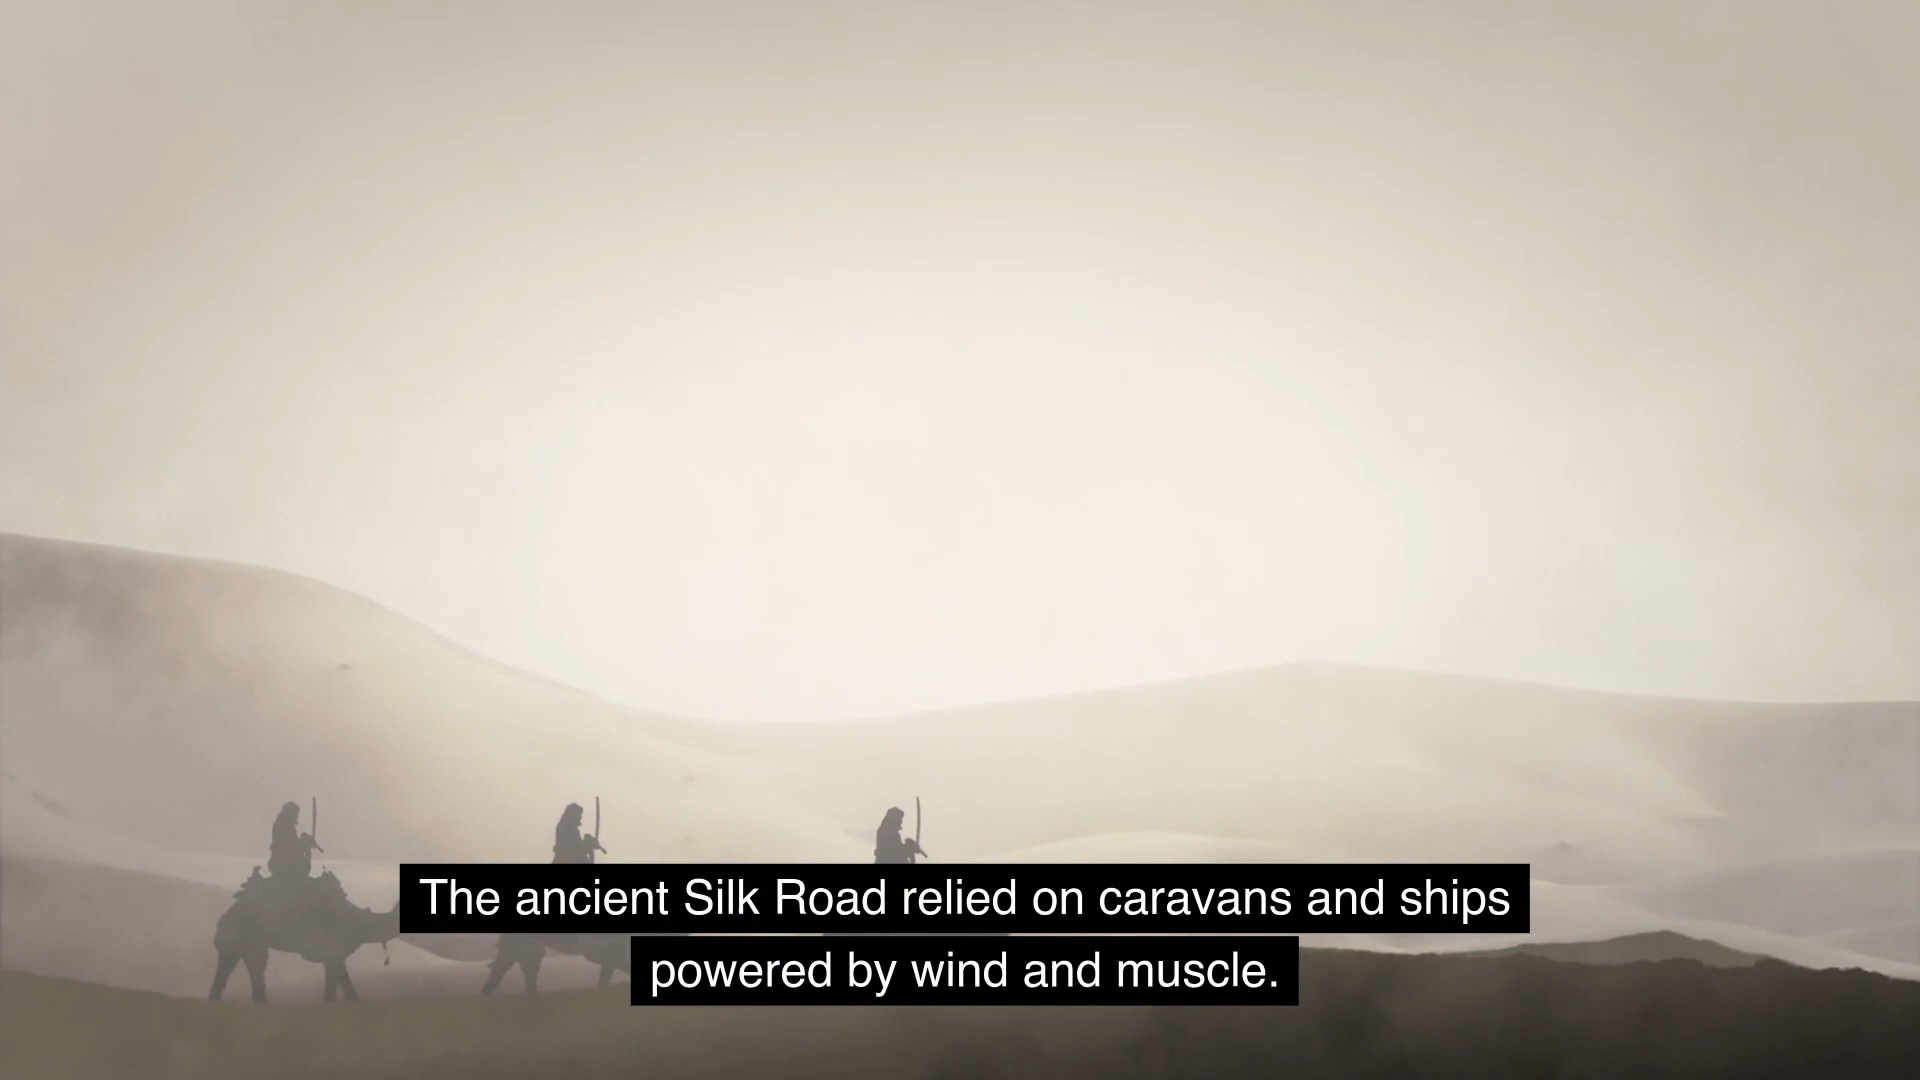 The ancient Silk Road relied on caravans and ships
powered by wind and muscle.